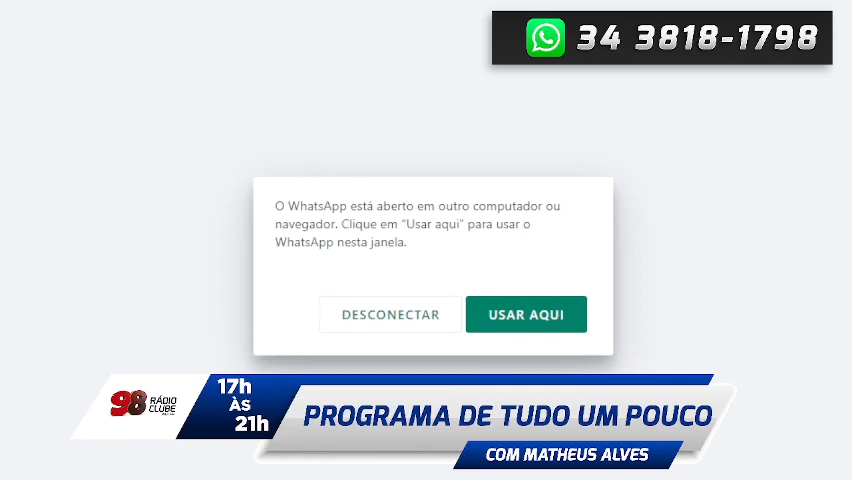 34 3818-1798
O WhatsApp está aberto em outro computador ou
navegador. Clique em “Usar aqui” para usar o
WhatsApp nesta janela.
DESCONECTAR
USAR AQUI
98 RÁDIO
CLUBE
17h
ÀS
21h
PROGRAMA DE TUDO UM POUCO
COM MATHEUS ALVES